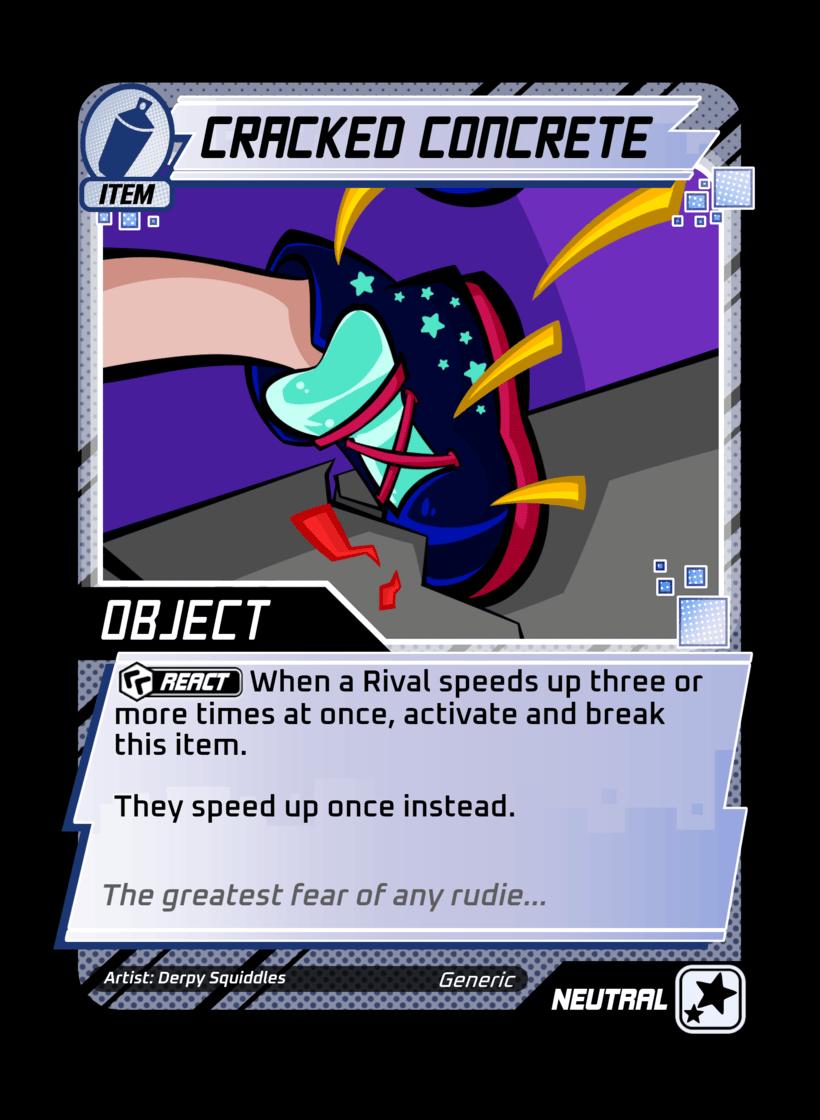 CRACKED CONCRETE
ITEM
OBJECT
REACT When a Rival speeds up three or
more times at once, activate and break
this item.
They speed up once instead.
The greatest fear of any rudie...
Artist: Derpy Squiddles
Generic
NEUTRAL